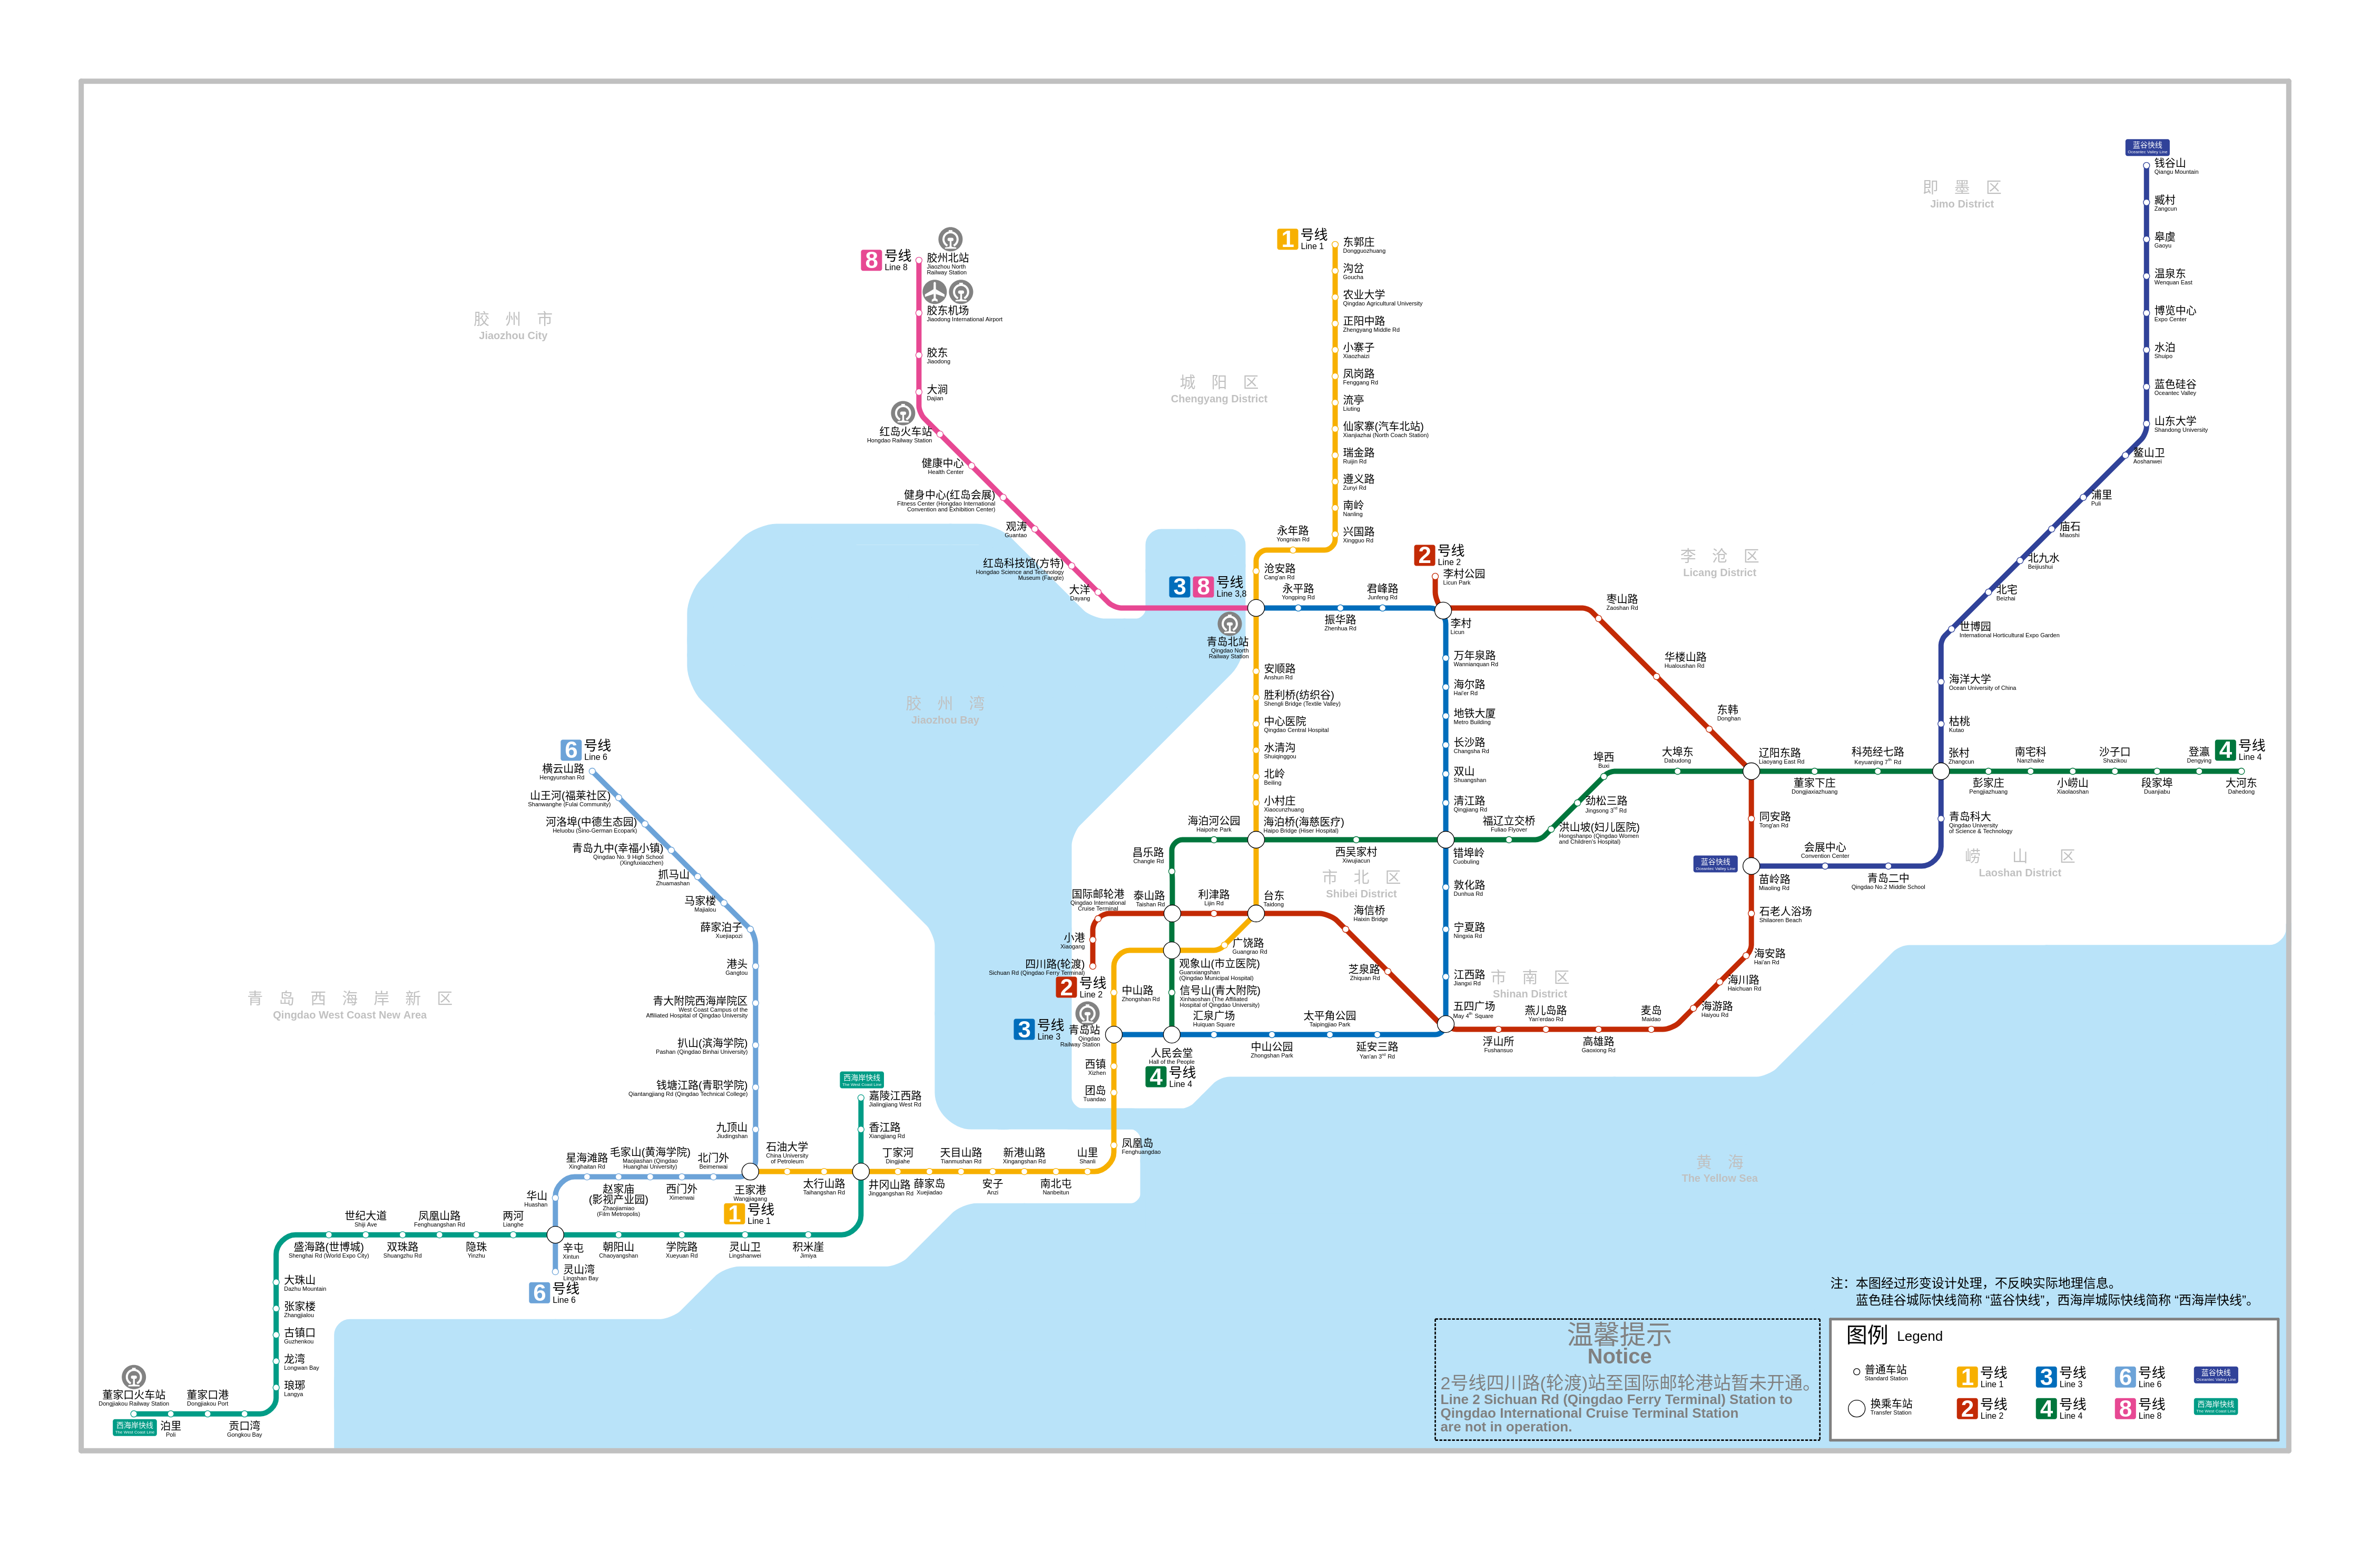 蓝谷快线
Oceantec Valley Line
钱谷山
Qiangu Mountain
臧村
Zangcun
皋虞
Gaoyu
温泉东
Wenquan East
博览中心
Expo Center
水泊
Shuipo
蓝色硅谷
Oceantec Valley
山东大学
Shandong University
鳌山卫
Aoshanwei
浦里
Puli
庙石
Miaoshi
北九水
Beijiushui
北宅
Beizhai
世博园
International Horticultural Expo Garden
海洋大学
Ocean University of China
枯桃
Kutao
张村
Zhangcun
青岛科大
Qingdao University
of Science & Technology
青岛二中
Qingdao No.2 Middle School
会展中心
Convention Center
蓝谷快线
Oceantec Valley Line
苗岭路
Miaoling Rd
即 墨 区
Jimo District
胶 州 市
Jiaozhou City
城 阳 区
Chengyang District
李 沧 区
Licang District
胶 州 湾
Jiaozhou Bay
市 北 区
Shibei District
市 南 区
Shinan District
崂 山 区
Laoshan District
青 岛 西 海 岸 新 区
Qingdao West Coast New Area
黄 海
The Yellow Sea
8 号线
Line 8
胶州北站
Jiaozhou North
Railway Station
胶东机场
Jiaodong International Airport
胶东
Jiaodong
大涧
Dajian
红岛火车站
Hongdao Railway Station
健康中心
Health Center
健身中心(红岛会展)
Fitness Center (Hongdao International
Convention and Exhibition Center)
观涛
Guantao
红岛科技馆(方特)
Hongdao Science and Technology
Museum (Fangte)
大洋
Dayang
3 8 号线
Line 3,8
青岛北站
Qingdao North
Railway Station
1 号线
Line 1
东郭庄
Dongguozhuang
沟岔
Goucha
农业大学
Qingdao Agricultural University
正阳中路
Zhengyang Middle Rd
小寨子
Xiaozhaizi
凤岗路
Fenggang Rd
流亭
Liuting
仙家寨(汽车北站)
Xianjiazhai (North Coach Station)
瑞金路
Ruijin Rd
遵义路
Zunyi Rd
南岭
Nanling
兴国路
Xingguo Rd
永年路
Yongnian Rd
沧安路
Cang'an Rd
安顺路
Anshun Rd
胜利桥(纺织谷)
Shengli Bridge (Textile Valley)
中心医院
Qingdao Central Hospital
水清沟
Shuiqinggou
北岭
Beiling
小村庄
Xiaocunzhuang
海泊桥(海慈医疗)
Haipo Bridge (Hiser Hospital)
台东
Taidong
广饶路
Guangrao Rd
观象山(市立医院)
Guanxiangshan
(Qingdao Municipal Hospital)
中山路
Zhongshan Rd
青岛站
Qingdao
Railway Station
西镇
Xizhen
团岛
Tuandao
凤凰岛
Fenghuangdao
山里
Shanli
南北屯
Nanbeitun
新港山路
Xingangshan Rd
安子
Anzi
天目山路
Tianmushan Rd
薛家岛
Xuejiadao
丁家河
Dingjiahe
井冈山路
Jinggangshan Rd
太行山路
Taihangshan Rd
石油大学
China University
of Petroleum
王家港
Wangjiagang
1 号线
Line 1
2 号线
Line 2
李村公园
Licun Park
李村
Licun
枣山路
Zaoshan Rd
华楼山路
Hualoushan Rd
东韩
Donghan
辽阳东路
Liaoyang East Rd
同安路
Tong'an Rd
石老人浴场
Shilaoren Beach
海安路
Hai'an Rd
海川路
Haichuan Rd
海游路
Haiyou Rd
麦岛
Maidao
高雄路
Gaoxiong Rd
燕儿岛路
Yan'erdao Rd
浮山所
Fushansuo
五四广场
May 4th Square
芝泉路
Zhiquan Rd
海信桥
Haixin Bridge
利津路
Lijin Rd
泰山路
Taishan Rd
国际邮轮港
Qingdao International
Cruise Terminal
小港
Xiaogang
四川路(轮渡)
Sichuan Rd (Qingdao Ferry Terminal)
2 号线
Line 2
3 号线
Line 3
永平路
Yongping Rd
振华路
Zhenhua Rd
君峰路
Junfeng Rd
万年泉路
Wannianquan Rd
海尔路
Hai'er Rd
地铁大厦
Metro Building
长沙路
Changsha Rd
双山
Shuangshan
清江路
Qingjiang Rd
错埠岭
Cuobuling
敦化路
Dunhua Rd
宁夏路
Ningxia Rd
江西路
Jiangxi Rd
延安三路
Yan'an 3rd Rd
太平角公园
Taipingjiao Park
中山公园
Zhongshan Park
汇泉广场
Huiquan Square
人民会堂
Hall of the People
4 号线
Line 4
信号山(青大附院)
Xinhaoshan (The Affiliated
Hospital of Qingdao University)
昌乐路
Changle Rd
海泊河公园
Haipohe Park
西吴家村
Xiwujiacun
福辽立交桥
Fuliao Flyover
洪山坡(妇儿医院)
Hongshanpo (Qingdao Women
and Children's Hospital)
劲松三路
Jingsong 3rd Rd
埠西
Buxi
大埠东
Dabudong
董家下庄
Dongjiaxiazhuang
科苑经七路
Keyuanjing 7th Rd
彭家庄
Pengjiazhuang
南宅科
Nanzhaike
小崂山
Xiaolaoshan
沙子口
Shazikou
段家埠
Duanjiabu
登瀛
Dengying
大河东
Dahedong
4 号线
Line 4
6 号线
Line 6
横云山路
Hengyunshan Rd
山王河(福莱社区)
Shanwanghe (Fulai Community)
河洛埠(中德生态园)
Heluobu (Sino-German Ecopark)
青岛九中(幸福小镇)
Qingdao No. 9 High School
(Xingfuxiaozhen)
抓马山
Zhuamashan
马家楼
Majialou
薛家泊子
Xuejiapozi
港头
Gangtou
青大附院西海岸院区
West Coast Campus of the
Affiliated Hospital of Qingdao University
扒山(滨海学院)
Pashan (Qingdao Binhai University)
钱塘江路(青职学院)
Qiantangjiang Rd (Qingdao Technical College)
九顶山
Jiudingshan
北门外
Beimenwai
西门外
Ximenwai
毛家山(黄海学院)
Maojiashan (Qingdao
Huanghai University)
赵家庙
(影视产业园)
Zhaojiamiao
(Film Metropolis)
星海滩路
Xinghaitan Rd
华山
Huashan
辛屯
Xintun
灵山湾
Lingshan Bay
6 号线
Line 6
西海岸快线
The West Coast Line
嘉陵江西路
Jialingjiang West Rd
香江路
Xiangjiang Rd
积米崖
Jimiya
灵山卫
Lingshanwei
学院路
Xueyuan Rd
朝阳山
Chaoyangshan
两河
Lianghe
隐珠
Yinzhu
凤凰山路
Fenghuangshan Rd
双珠路
Shuangzhu Rd
世纪大道
Shiji Ave
盛海路(世博城)
Shenghai Rd (World Expo City)
大珠山
Dazhu Mountain
张家楼
Zhangjialou
古镇口
Guzhenkou
龙湾
Longwan Bay
琅琊
Langya
贡口湾
Gongkou Bay
董家口港
Dongjiakou Port
泊里
Poli
董家口火车站
Dongjiakou Railway Station
西海岸快线
The West Coast Line
注：本图经过形变设计处理，不反映实际地理信息。
蓝色硅谷城际快线简称 “蓝谷快线”，西海岸城际快线简称 “西海岸快线”。
温馨提示
Notice
2号线四川路(轮渡)站至国际邮轮港站暂未开通。
Line 2 Sichuan Rd (Qingdao Ferry Terminal) Station to
Qingdao International Cruise Terminal Station
are not in operation.
图例 Legend
普通车站
Standard Station
换乘车站
Transfer Station
1 号线
Line 1
3 号线
Line 3
6 号线
Line 6
蓝谷快线
Oceantec Valley Line
2 号线
Line 2
4 号线
Line 4
8 号线
Line 8
西海岸快线
The West Coast Line